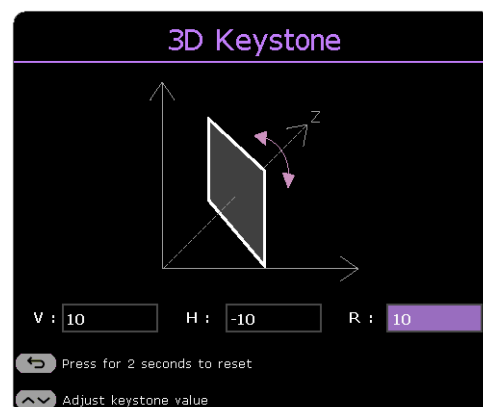 3D Keystone
Z
V : 10 H : -10 R : 10
Press for 2 seconds to reset
Adjust keystone value